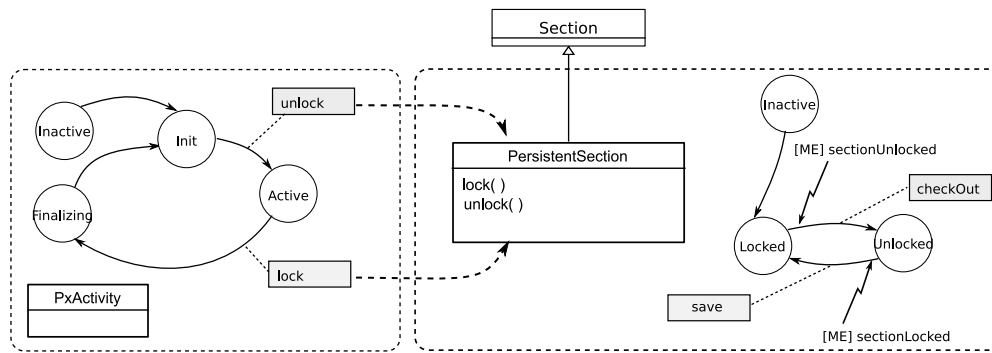 Section
Inactive
Init
Active
Finalizing
unlock
lock
PxActivity
PersistentSection
lock( )
unlock( )
Inactive
[ME] sectionUnlocked
checkOut
Locked
Unlocked
save
[ME] sectionLocked